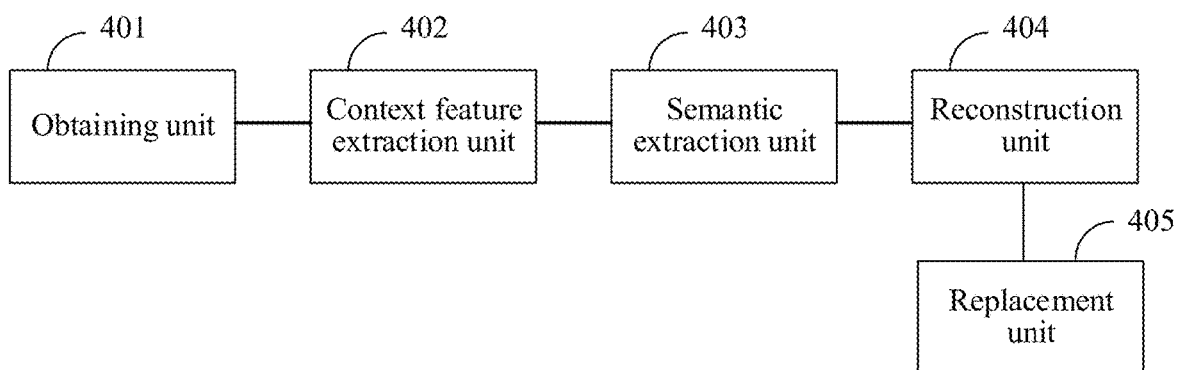 401
402
403
404
Obtaining unit
Context feature
extraction unit
Semantic
extraction unit
Reconstruction
unit
405
Replacement
unit